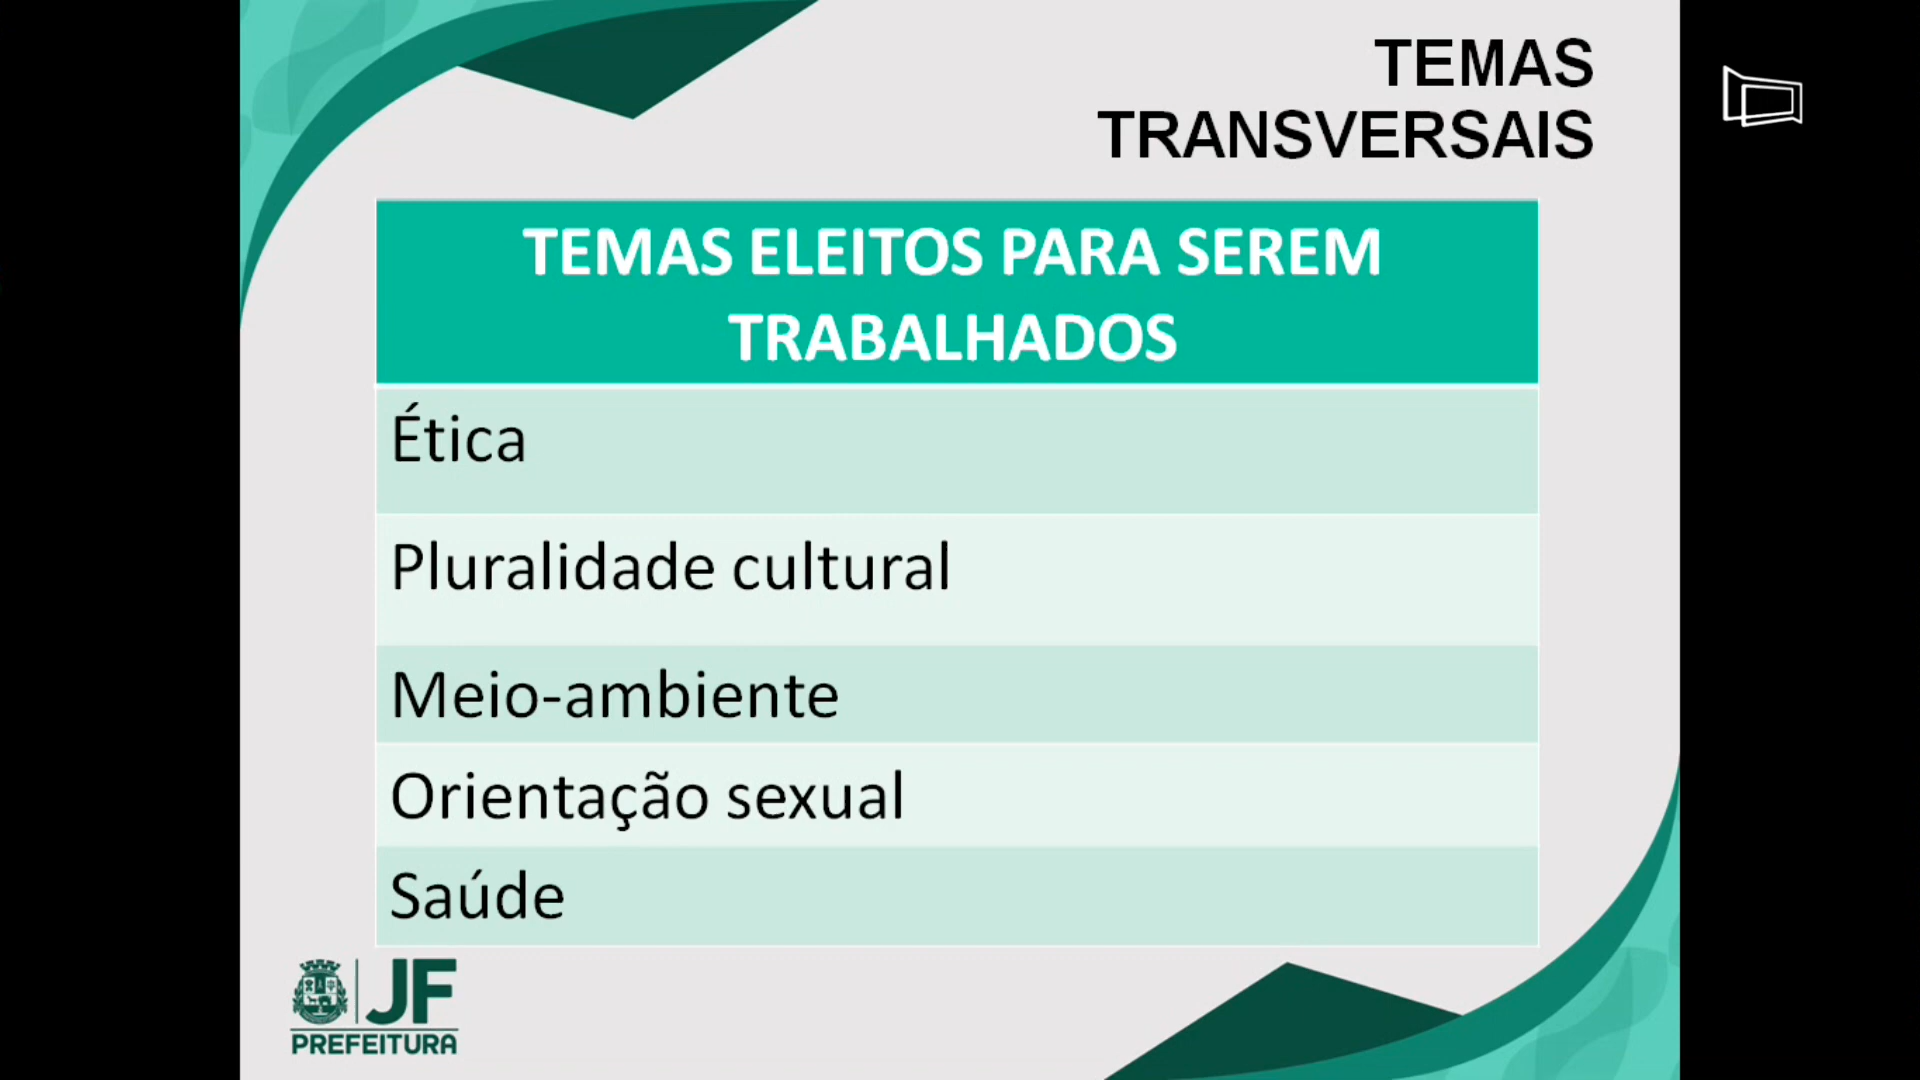 TEMAS
TRANSVERSAIS
TEMAS ELEITOS PARA SEREM
TRABALHADOS
Ética
Pluralidade cultural
Meio-ambiente
Orientação sexual
Saúde
JF
PREFEITURA